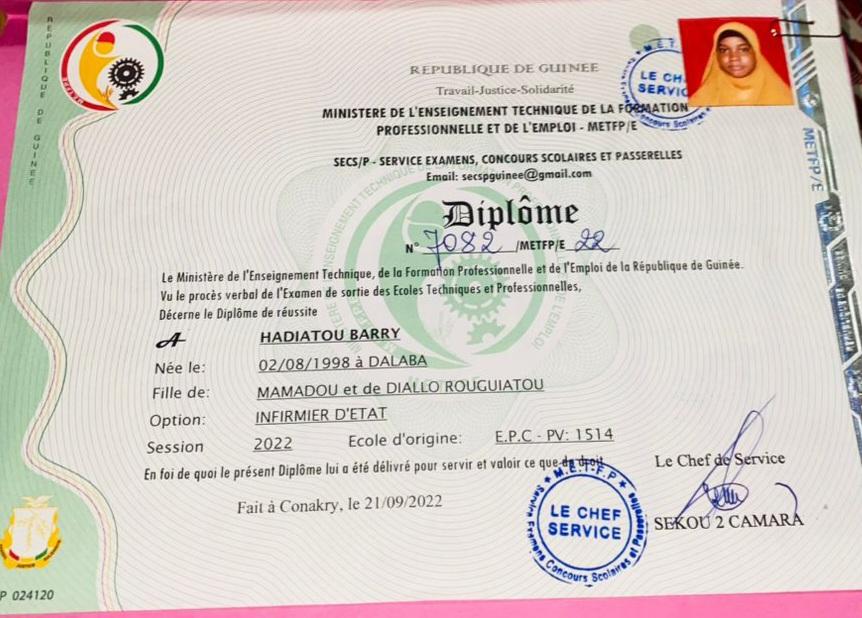 REPUBLIQUE DE GUINEE
REPUBLIQUE DE GUINEE
Travail-Justice-Solidarité
MINISTERE DE L'ENSEIGNEMENT TECHNIQUE DE LA FORMATION
PROFESSIONNELLE ET DE L'EMPLOI - METFP/E
SECS/P - SERVICE EXAMENS, CONCOURS SCOLAIRES ET PASSERELLES
Email: secspguinee@gmail.com
LE CH
SERVIC
METFP/E
Diplôme
N° 7082 /METFP/E 22
Le Ministère de l'Enseignement Technique, de la Formation Professionnelle et de l'Emploi de la République de Guinée.
Vu le procès verbal de l'Examen de sortie des Ecoles Techniques et Professionnelles,
Décerne le Diplôme de réussite
A HADIATOU BARRY
Née le: 02/08/1998 à DALABA
Fille de: MAMADOU et de DIALLO ROUGUIATOU
Option: INFIRMIER D'ETAT
Session 2022 Ecole d'origine: E.P.C - PV: 1514
En foi de quoi le présent Diplôme lui a été délivré pour servir et valoir ce que de droit
Le Chef de Service
Fait à Conakry, le 21/09/2022
M.E.T.F.P
LE CHEF
SERVICE
Service Examens Concours Scolaires et Passerelles
SEKOU 2 CAMARA
P 024120